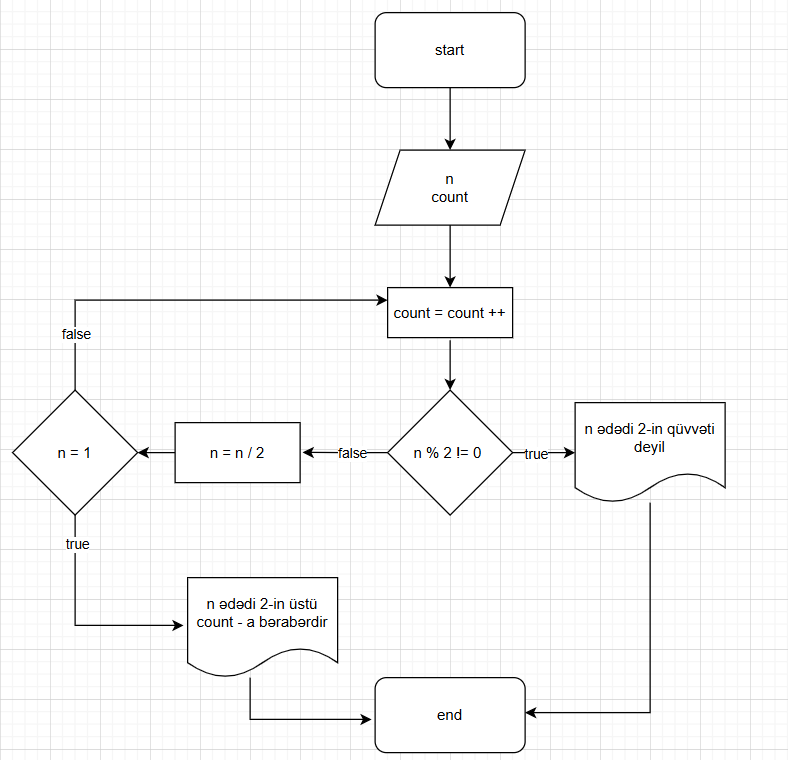 start
n
count
count = count ++
false
n = 1
n = n / 2
false
n % 2 != 0
true
n ədədi 2-in qüvvəti
deyil
true
n ədədi 2-in üstü
count - a bərabərdir
end